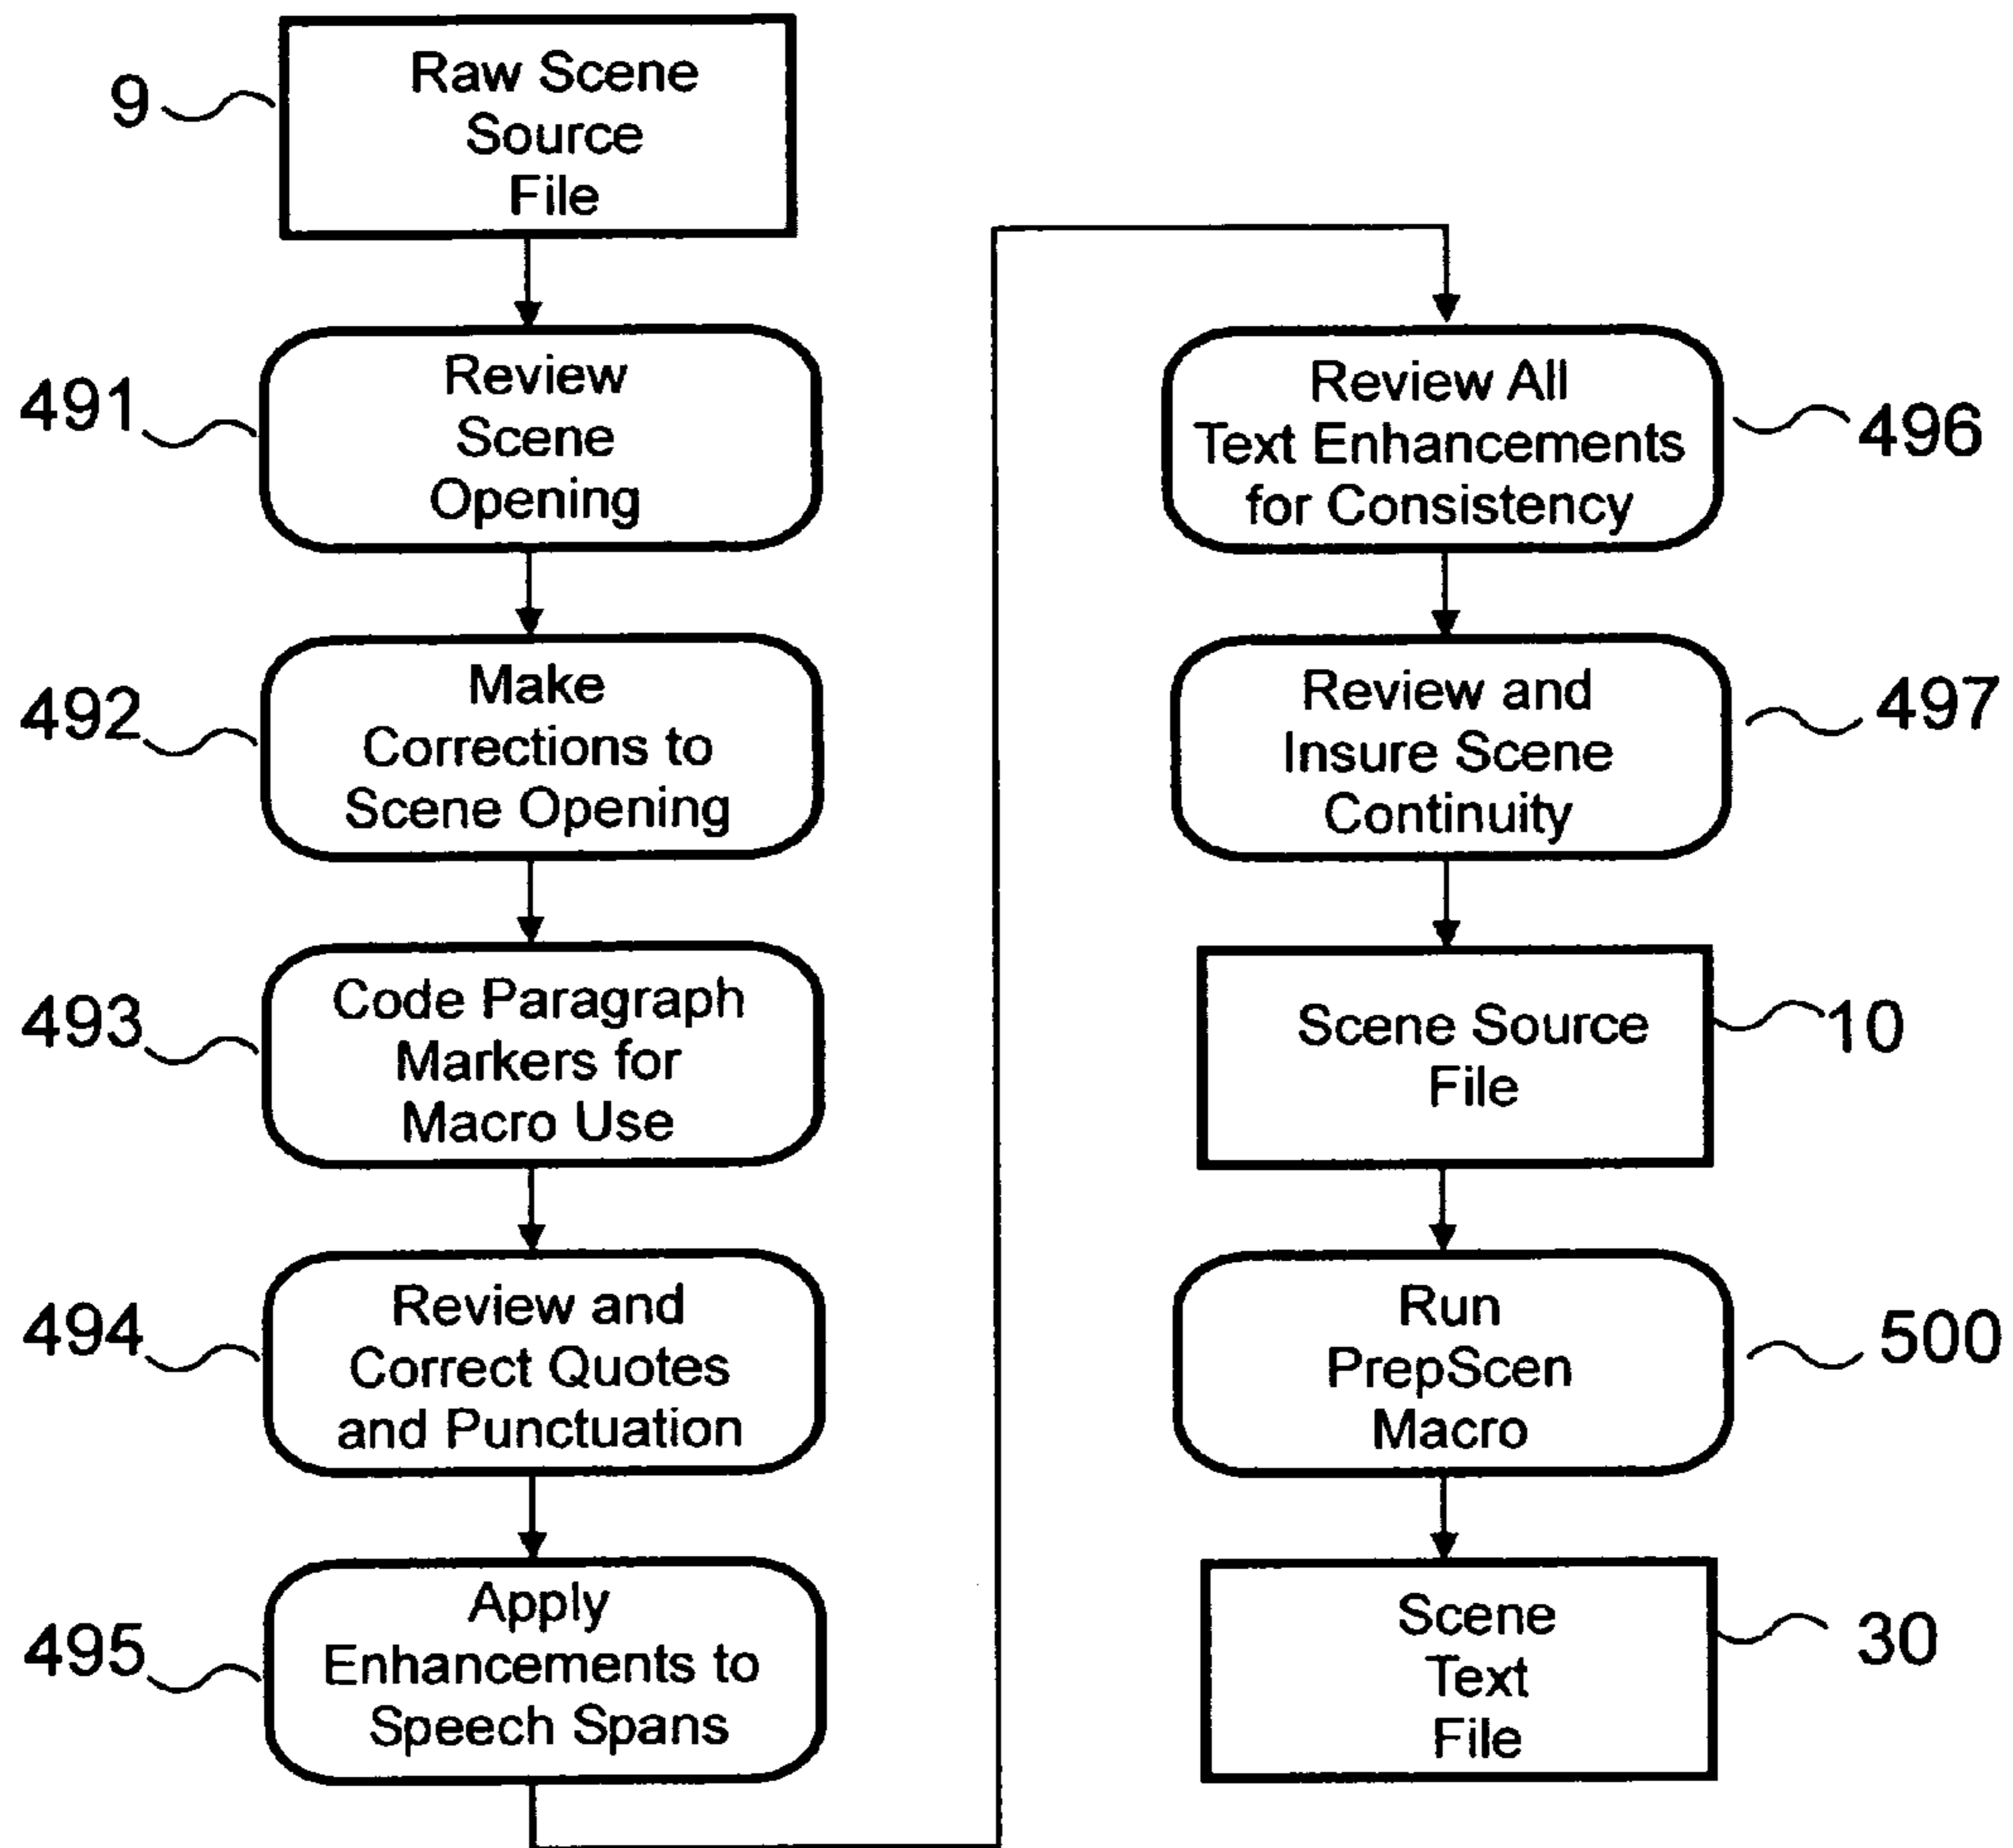 9
Raw Scene
Source
File
491
Review
Scene
Opening
492
Make
Corrections to
Scene Opening
493
Code Paragraph
Markers for
Macro Use
494
Review and
Correct Quotes
and Punctuation
495
Apply
Enhancements to
Speech Spans
Review All
Text Enhancements
for Consistency
496
Review and
Insure Scene
Continuity
497
Scene Source
File
10
Run
PrepScen
Macro
500
Scene
Text
File
30